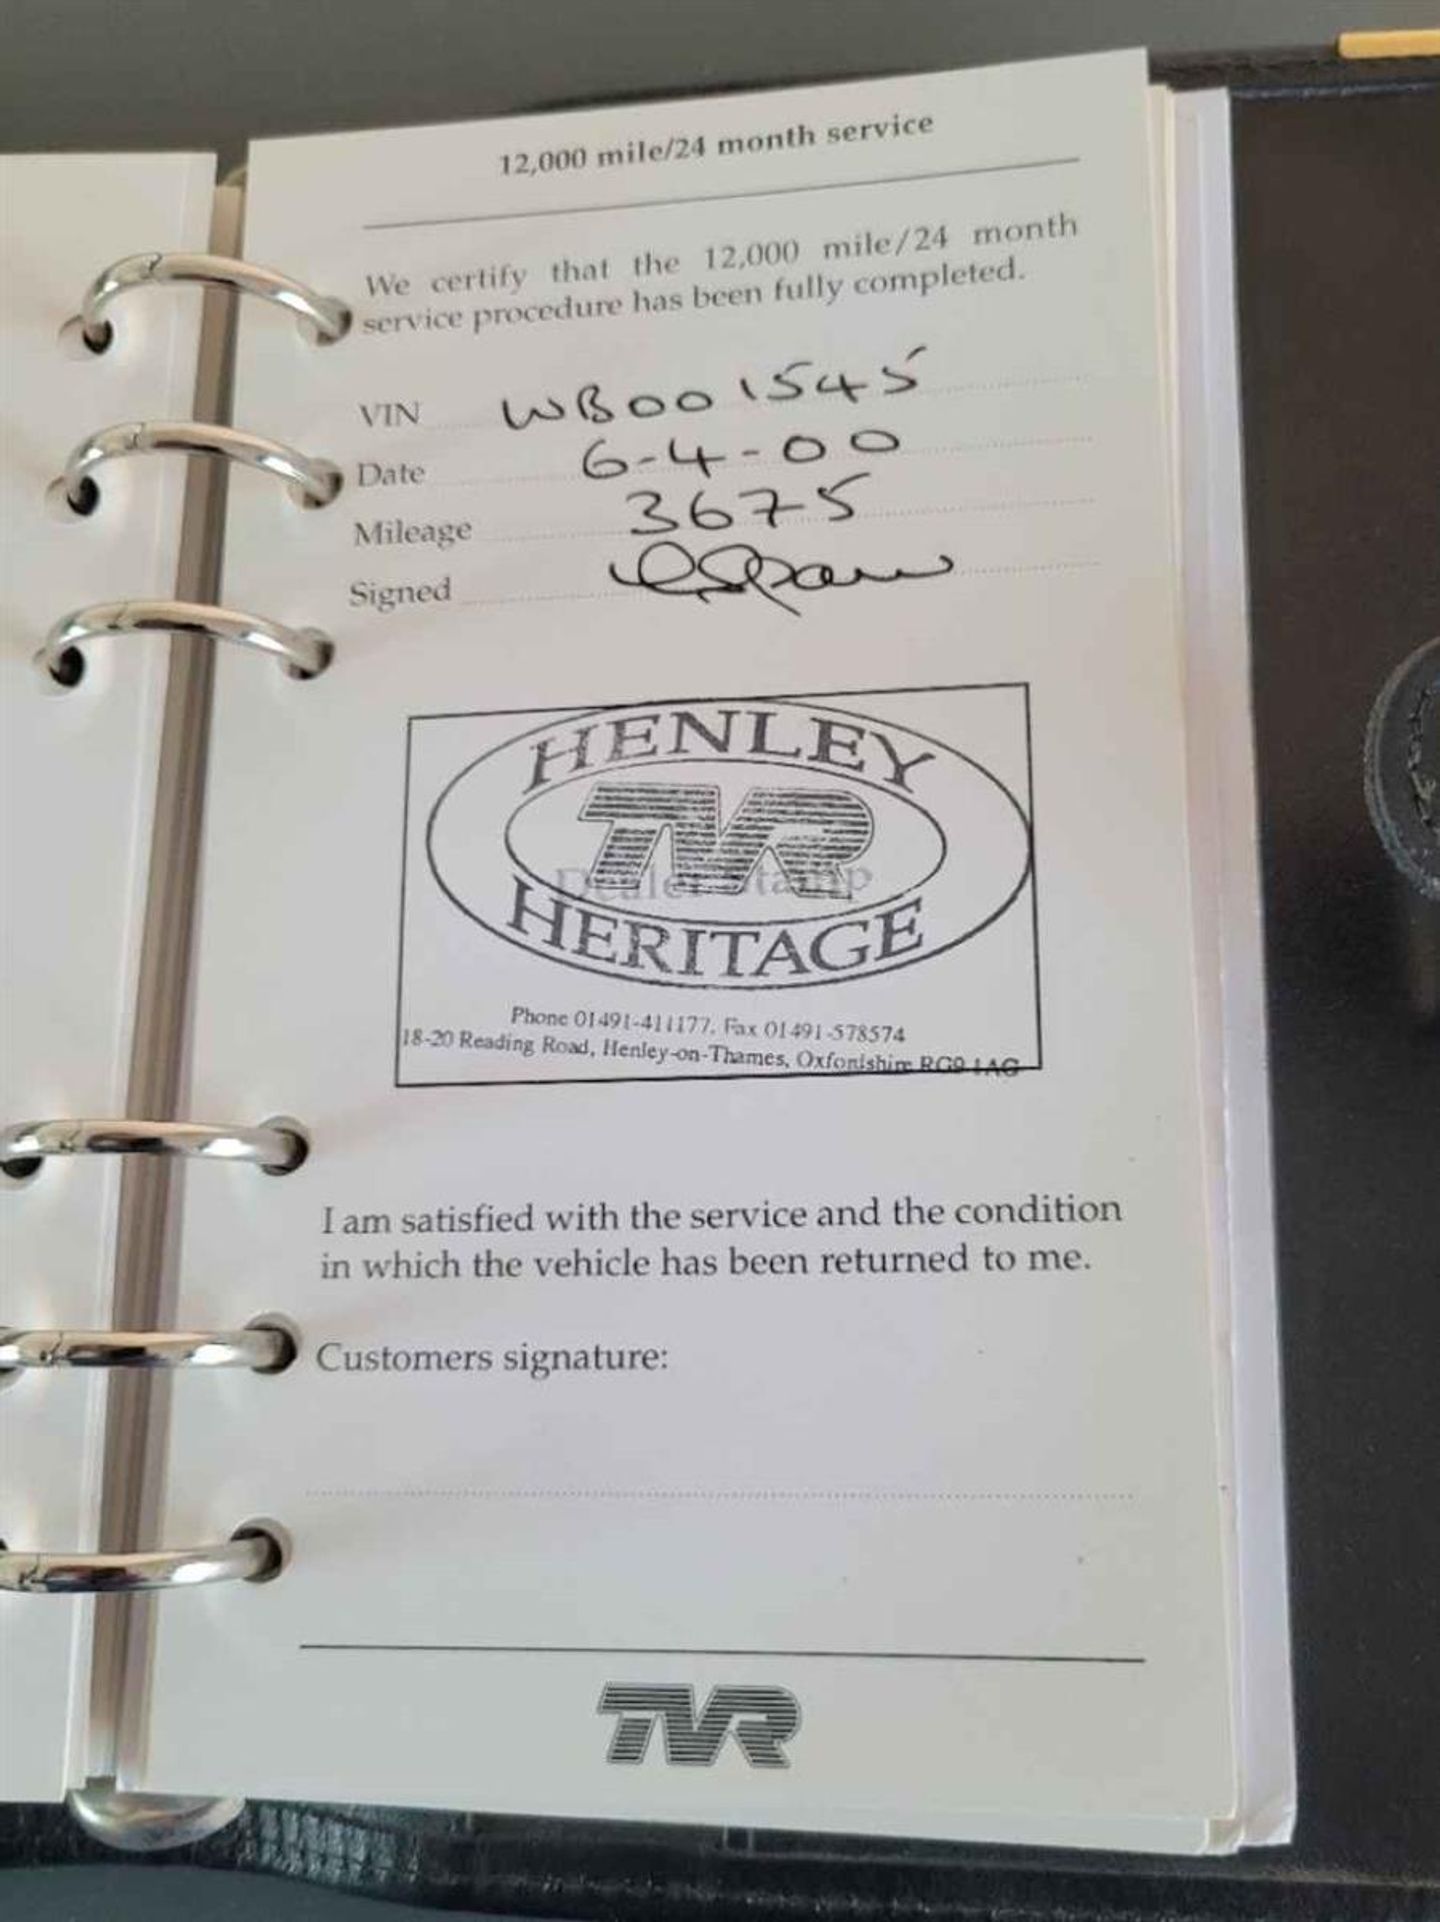 12,000 mile/24 month service
We certify that the 12,000 mile/24 month
service procedure has been fully completed.
VIN WB001545
Date 6-4-00
Mileage 3675
Signed
HENLEY
TVR
Dealer Stamp
HERITAGE
Phone 01491-411177, Fax 01491-578574
18-20 Reading Road, Henley-on-Thames, Oxfordshire RG9 1AG
I am satisfied with the service and the condition
in which the vehicle has been returned to me.
Customers signature:
TVR